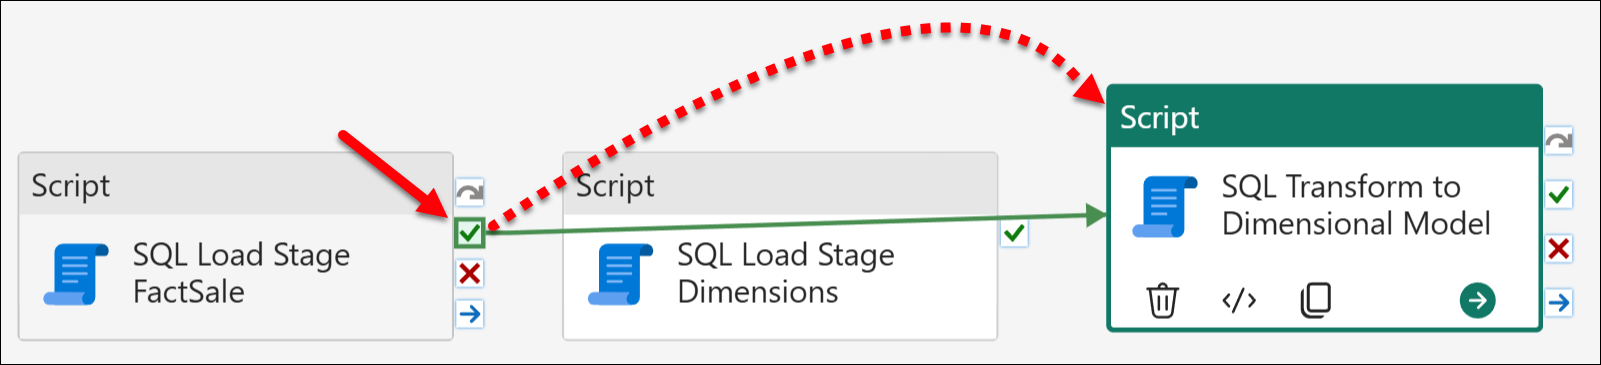 Script
SQL Load Stage
FactSale
Script
SQL Load Stage
Dimensions
Script
SQL Transform to
Dimensional Model